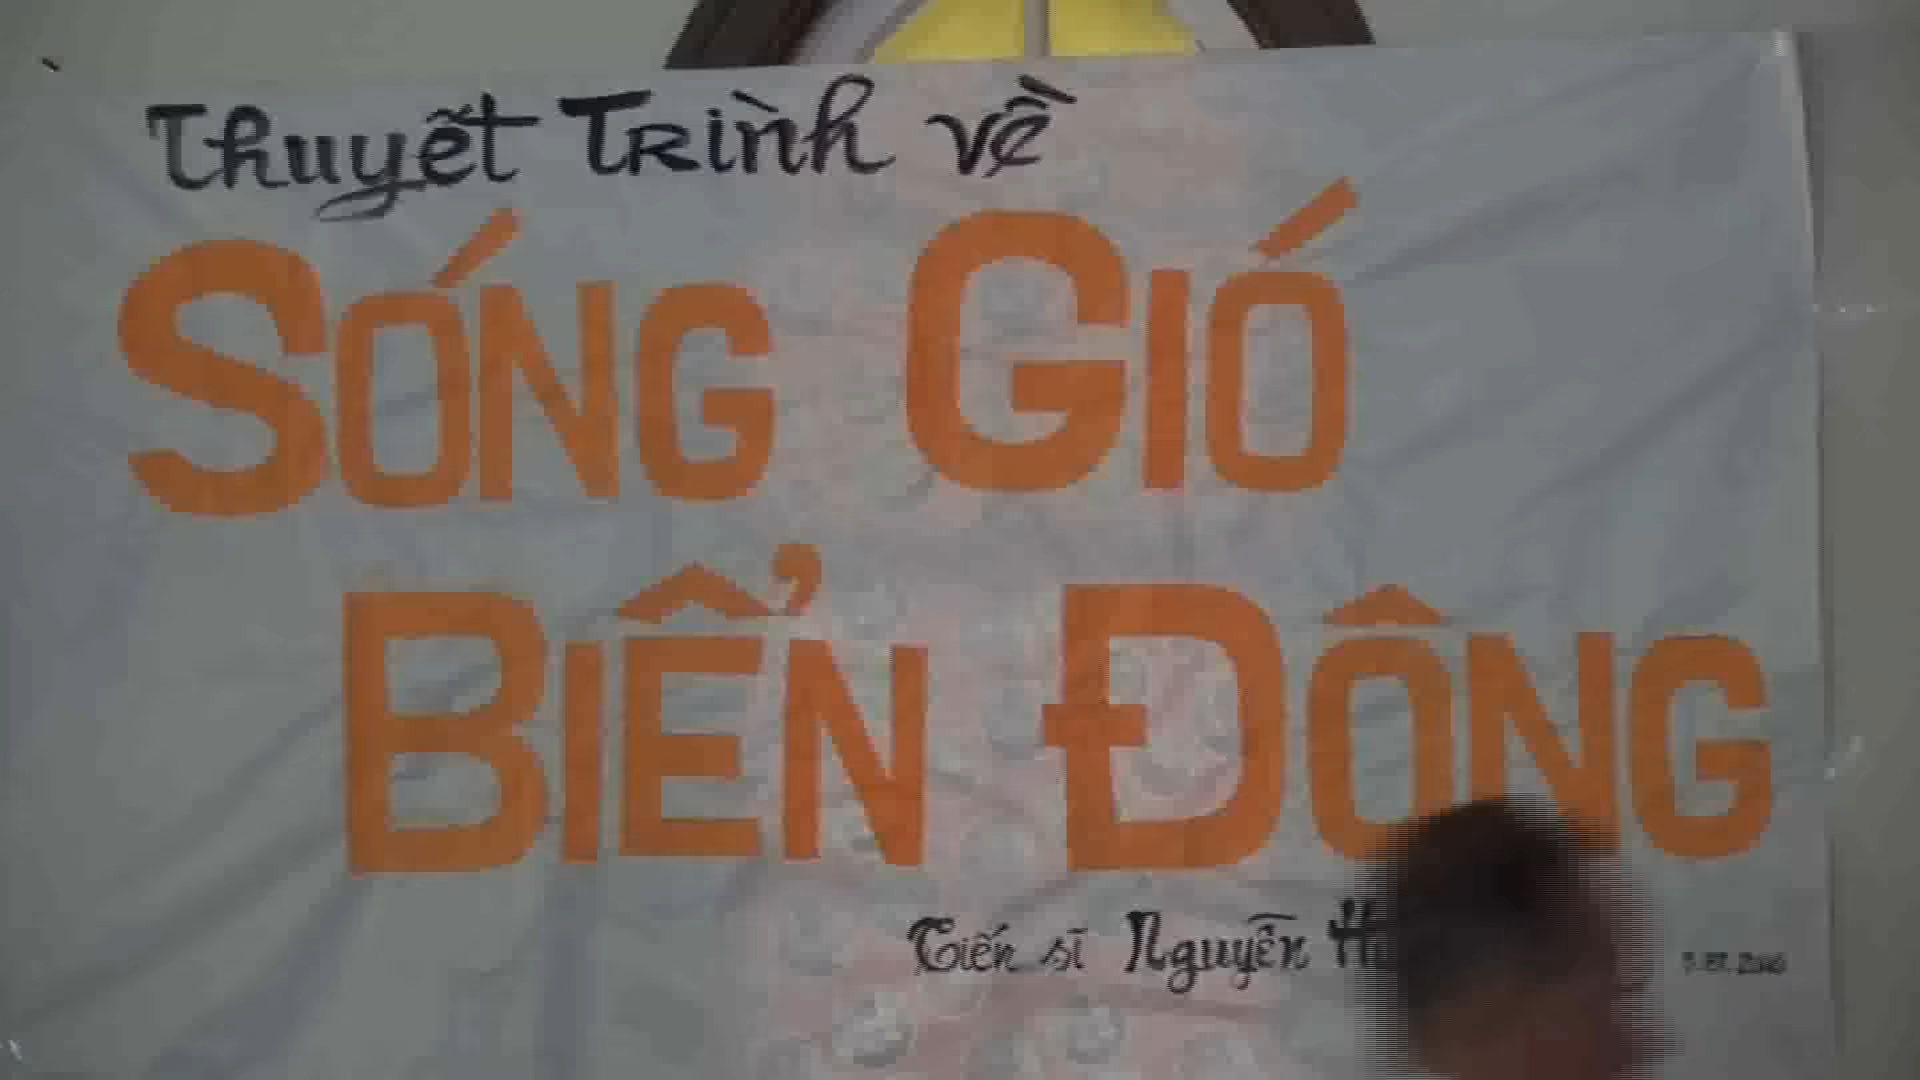 Thuyết Trình về
SÓNG GIÓ
BIỂN ĐÔNG
Tiến sĩ Nguyễn